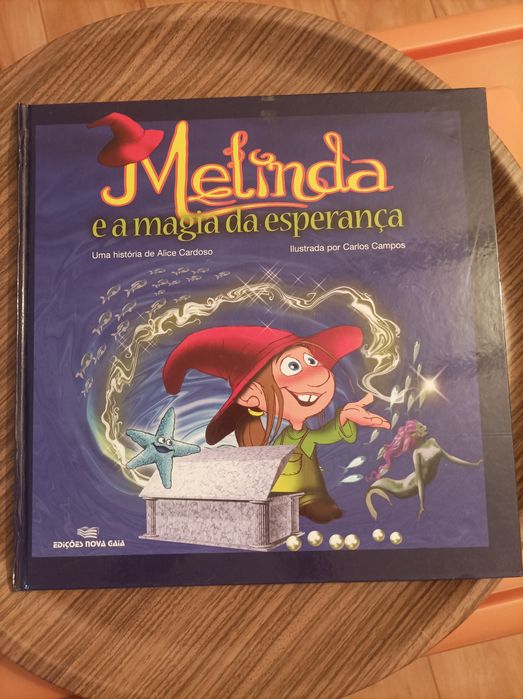 Melinda
e a magia da esperança
Uma história de Alice Cardoso
Ilustrada por Carlos Campos
EDIÇÕES NOVA GAIA